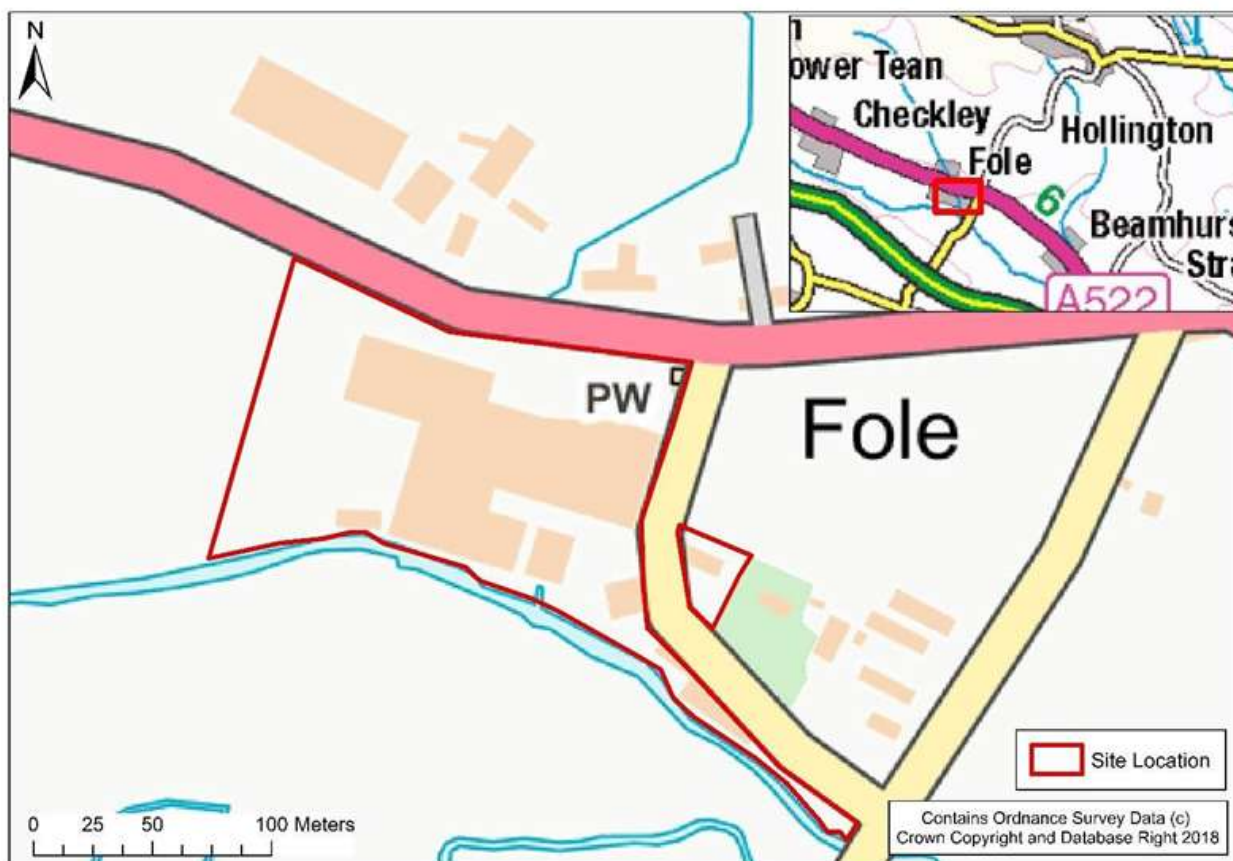 N
ower Tean
Checkley
Hollington
Fole
6
Beamhurs
Stra
A522
PW
Fole
Site Location
0 25 50 100 Meters
Contains Ordnance Survey Data (c)
Crown Copyright and Database Right 2018